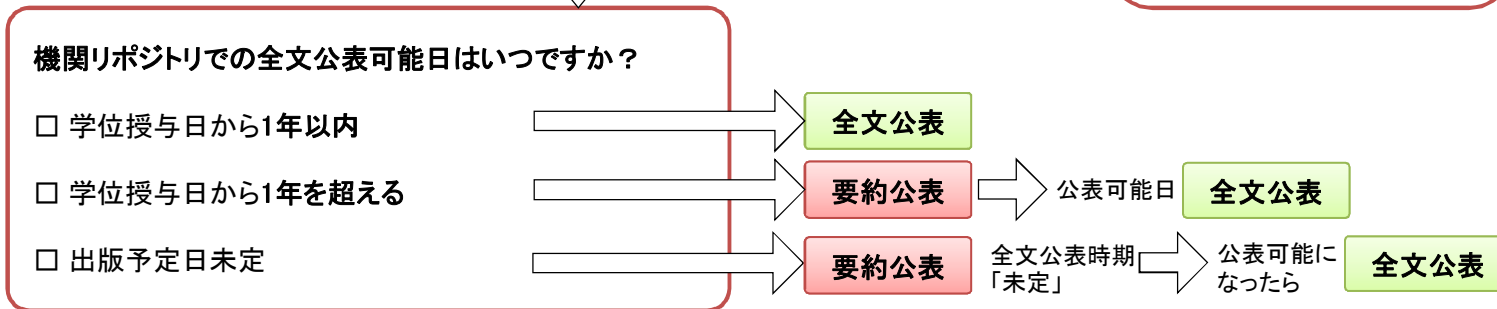 機関リポジトリでの全文公表可能日はいつですか？
□ 学位授与日から1年以内
全文公表
□ 学位授与日から1年を超える
要約公表
公表可能日
全文公表
□ 出版予定日未定
要約公表
全文公表時期
「未定」
公表可能に
なったら
全文公表